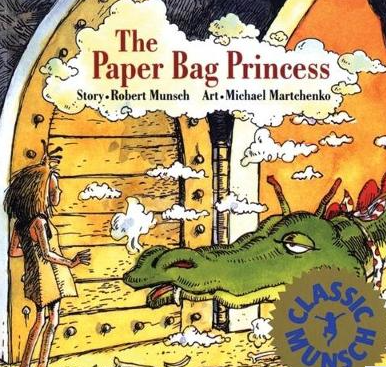 The
Paper Bag Princess
Story • Robert Munsch Art • Michael Martchenko
CLASSIC
MUNSCH